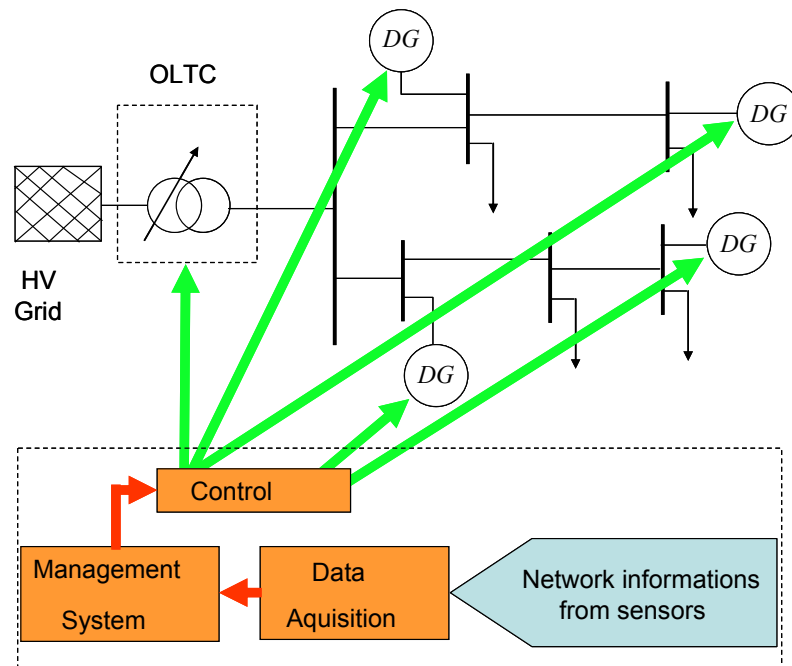 DG
OLTC
DG
HV
Grid
DG
DG
Control
Management
System
Data
Aquisition
Network informations
from sensors